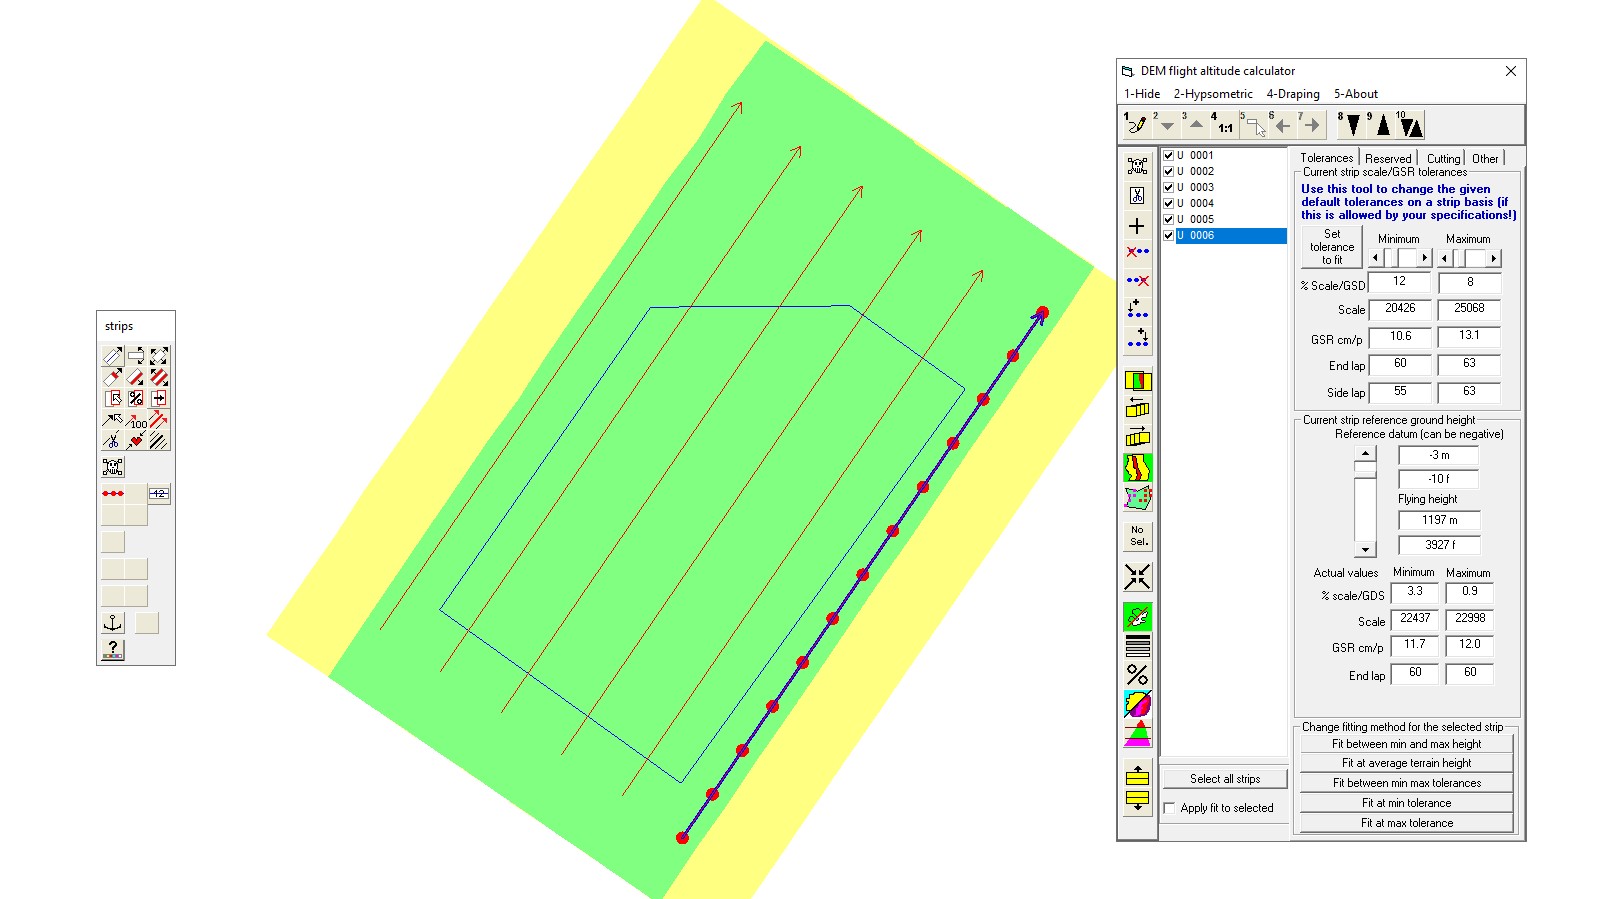 strips
%
100
12
?
DEM flight altitude calculator
1-Hide 2-Hypsometric 4-Draping 5-About
1 2 3 4 1:1 5 6 7 8 9 10
U 0001
U 0002
U 0003
U 0004
U 0005
U 0006
No
Sel.
%
Select all strips
Apply fit to selected
Tolerances Reserved Cutting Other
Current strip scale/GSR tolerances
Use this tool to change the given
default tolerances on a strip basis (if
this is allowed by your specifications!)
Set
tolerance
to fit
Minimum Maximum
% Scale/GSD 12 8
Scale 20426 25068
GSR cm/p 10.6 13.1
End lap 60 63
Side lap 55 63
Current strip reference ground height
Reference datum (can be negative)
-3 m
-10 f
Flying height
1197 m
3927 f
Actual values Minimum Maximum
% scale/GDS 3.3 0.9
Scale 22437 22998
GSR cm/p 11.7 12.0
End lap 60 60
Change fitting method for the selected strip
Fit between min and max height
Fit at average terrain height
Fit between min max tolerances
Fit at min tolerance
Fit at max tolerance